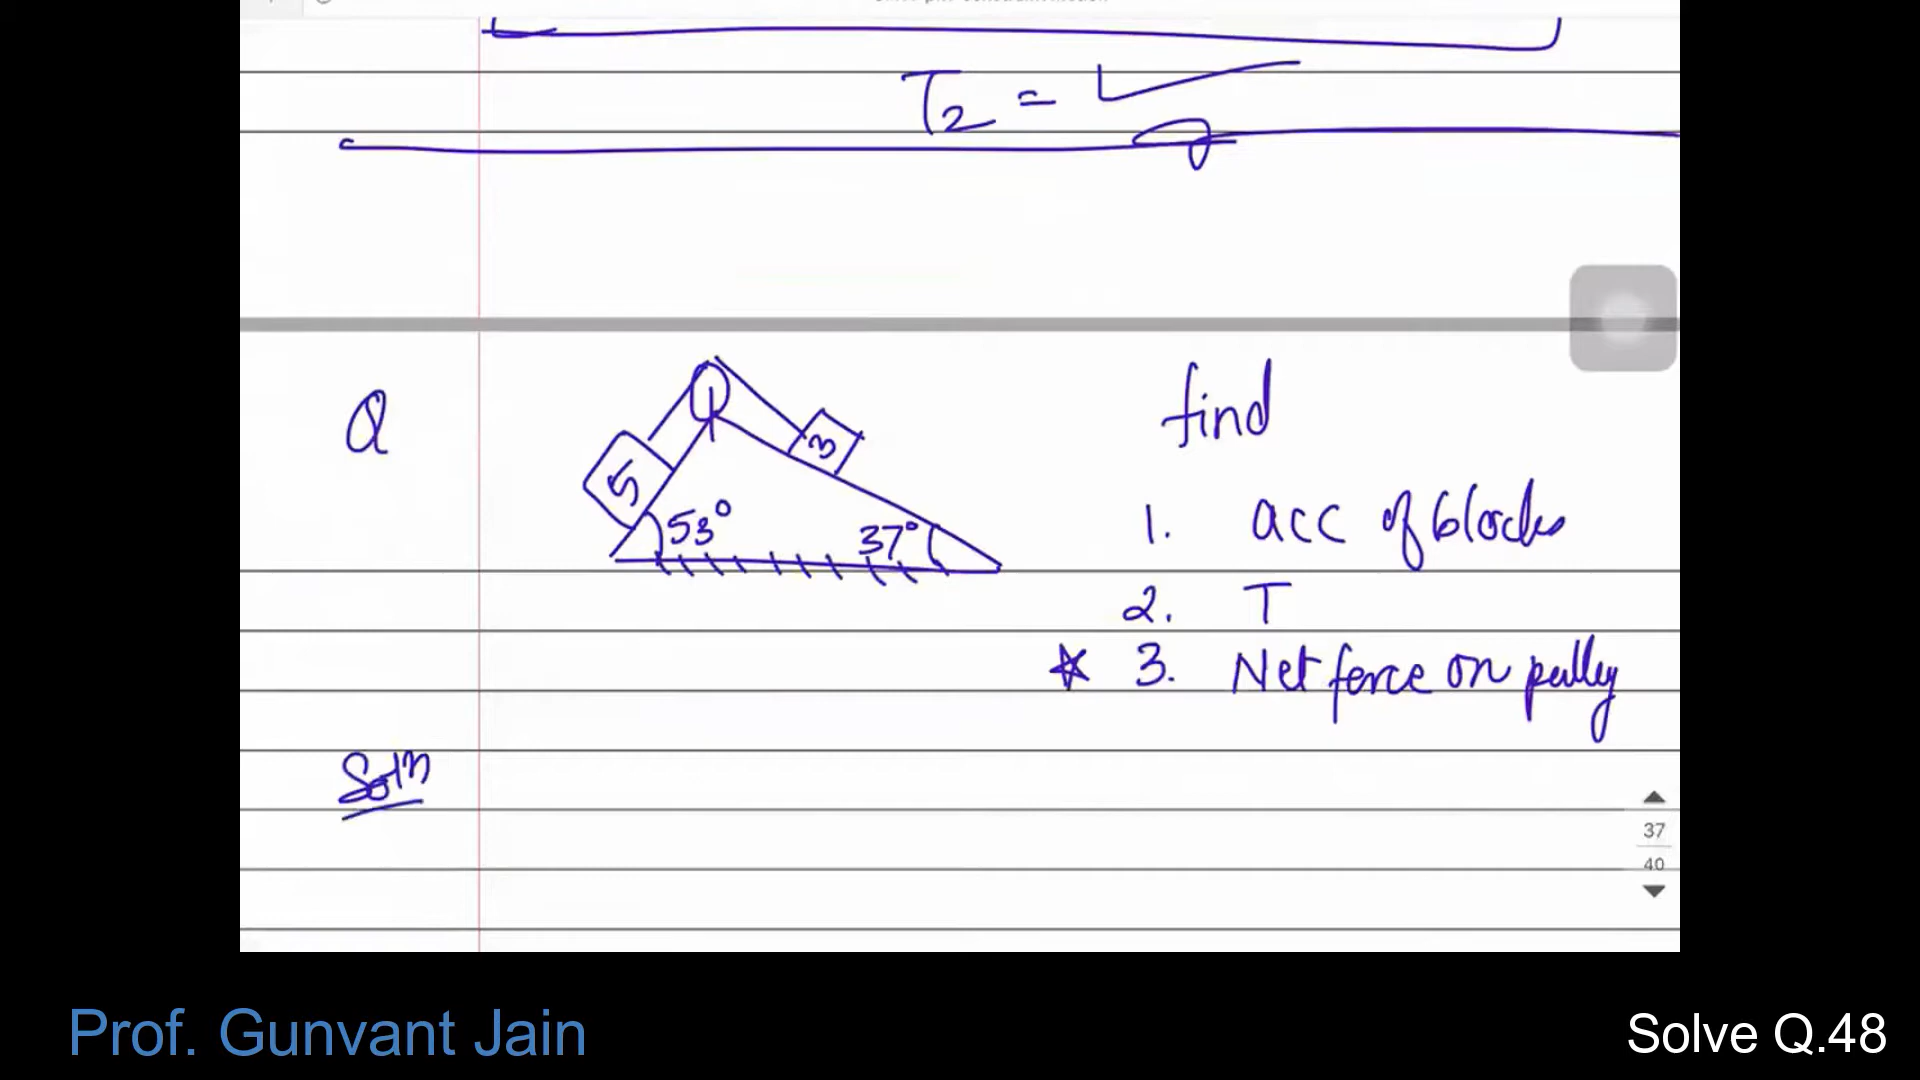 T₂ =
Q
find
5
3
53°
37°
1. acc of blocks
2. T
3. Net force on pulley
Soln
37
40
Prof. Gunvant Jain
Solve Q.48